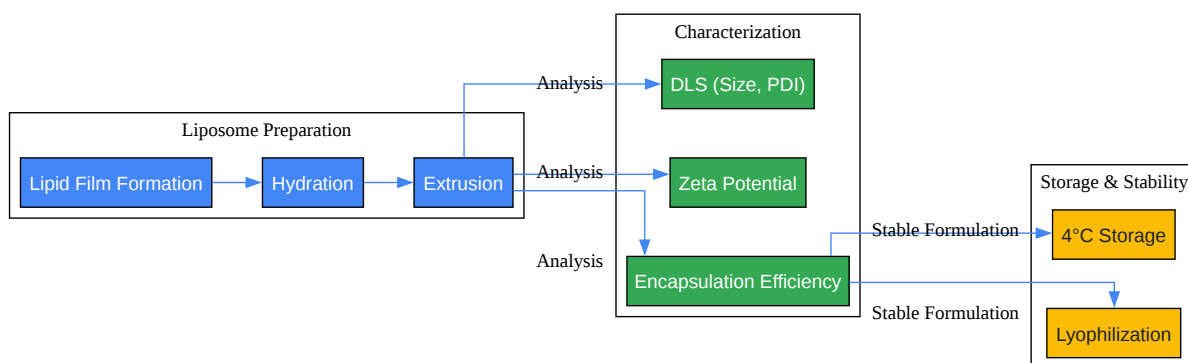 Liposome Preparation
Lipid Film Formation
Hydration
Extrusion
Analysis
Analysis
Analysis
Characterization
DLS (Size, PDI)
Zeta Potential
Encapsulation Efficiency
Stable Formulation
Stable Formulation
Storage & Stability
4°C Storage
Lyophilization